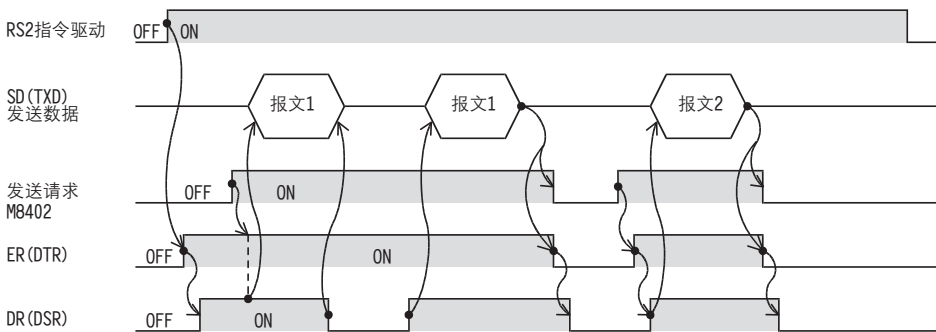 RS2指令驱动 OFF ON
SD(TXD)
发送数据
报文1 报文1 报文2
发送请求
M8402
OFF ON
ER(DTR) OFF ON
DR(DSR) OFF ON